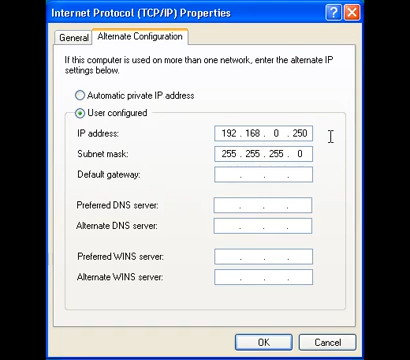 Internet Protocol (TCP/IP) Properties
General
Alternate Configuration
If this computer is used on more than one network, enter the alternate IP
settings below.
Automatic private IP address
User configured
IP address: 192 . 168 . 0 . 250
Subnet mask: 255 . 255 . 255 . 0
Default gateway: . . .
Preferred DNS server: . . .
Alternate DNS server: . . .
Preferred WINS server: . . .
Alternate WINS server: . . .
OK
Cancel